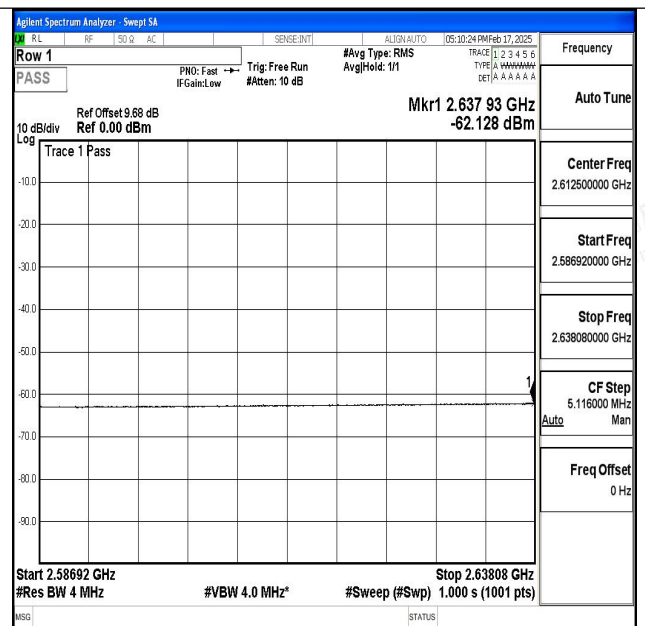 Agilent Spectrum Analyzer - Swept SA
RL RF 50 Ω AC SENSE:INT ALIGN AUTO 05:10:24 PM Feb 17, 2025
Row 1
PASS
PNO: Fast
IFGain:Low
Trig: Free Run
#Atten: 10 dB
#Avg Type: RMS
Avg|Hold: 1/1
TRACE 1 2 3 4 5 6
TYPE A WWWWW
DET A A A A A A
Ref Offset 9.68 dB
Ref 0.00 dBm
10 dB/div
Log
Mkr1 2.637 93 GHz
-62.128 dBm
Trace 1 Pass
-10.0
-20.0
-30.0
-40.0
-50.0
-60.0
-70.0
-80.0
-90.0
1
Start 2.58692 GHz
Stop 2.63808 GHz
#Res BW 4 MHz
#VBW 4.0 MHz*
#Sweep (#Swp) 1.000 s (1001 pts)
MSG
STATUS
Frequency
Auto Tune
Center Freq
2.612500000 GHz
Start Freq
2.586920000 GHz
Stop Freq
2.638080000 GHz
CF Step
5.116000 MHz
Auto Man
Freq Offset
0 Hz